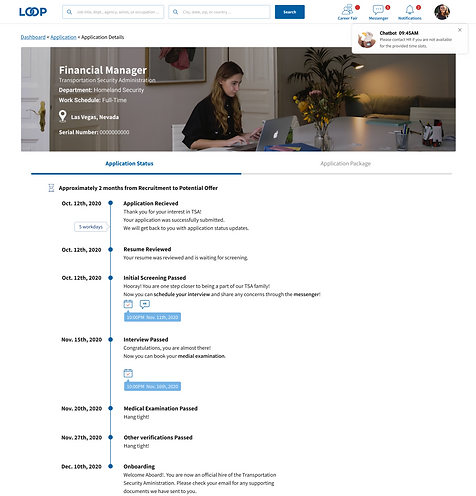 LOOP
Job title, dept., agency, series, or occupation...
City, state, zip, or country...
Search
Career Fair
Messenger
Notifications
Chatbot 09:45AM
Please contact HR if you are not available
for the provided time slots.
Dashboard < Application < Application Details
Financial Manager
Transportation Security Administration
Department: Homeland Security
Work Schedule: Full-Time
Las Vegas, Nevada
Serial Number: 0000000000
Application Status
Application Package
Approximately 2 months from Recruitment to Potential Offer
Oct. 12th, 2020
Application Recieved
Thank you for your interest in TSA!
Your application was successfully submitted.
We will get back to you with application status updates.
5 workdays
Oct. 12th, 2020
Resume Reviewed
Your resume was reviewed and is waiting for screening.
Oct. 12th, 2020
Initial Screening Passed
Hooray! You are one step closer to being a part of our TSA family!
Now you can schedule your interview and share any concerns through the messenger!
10:00PM Nov. 11th, 2020
Nov. 15th, 2020
Interview Passed
Congratulations, you are almost there!
Now you can book your medial examination.
10:00PM Nov. 16th, 2020
Nov. 20th, 2020
Medical Examination Passed
Hang tight!
Nov. 27th, 2020
Other verifications Passed
Hang tight!
Dec. 10th, 2020
Onboarding
Welcome Aboard!. You are now an official hire of the Transportation
Security Aministration. Please check your email for any supporting
documents we have sent to you.